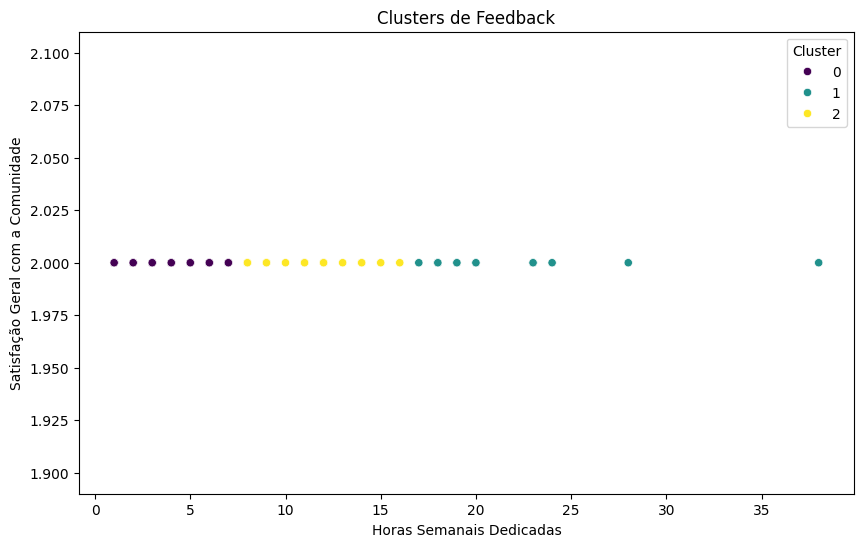 Clusters de Feedback
Cluster
0
1
2
2.100
2.075
2.050
2.025
2.000
1.975
1.950
1.925
1.900
Satisfação Geral com a Comunidade
0 5 10 15 20 25 30 35
Horas Semanais Dedicadas